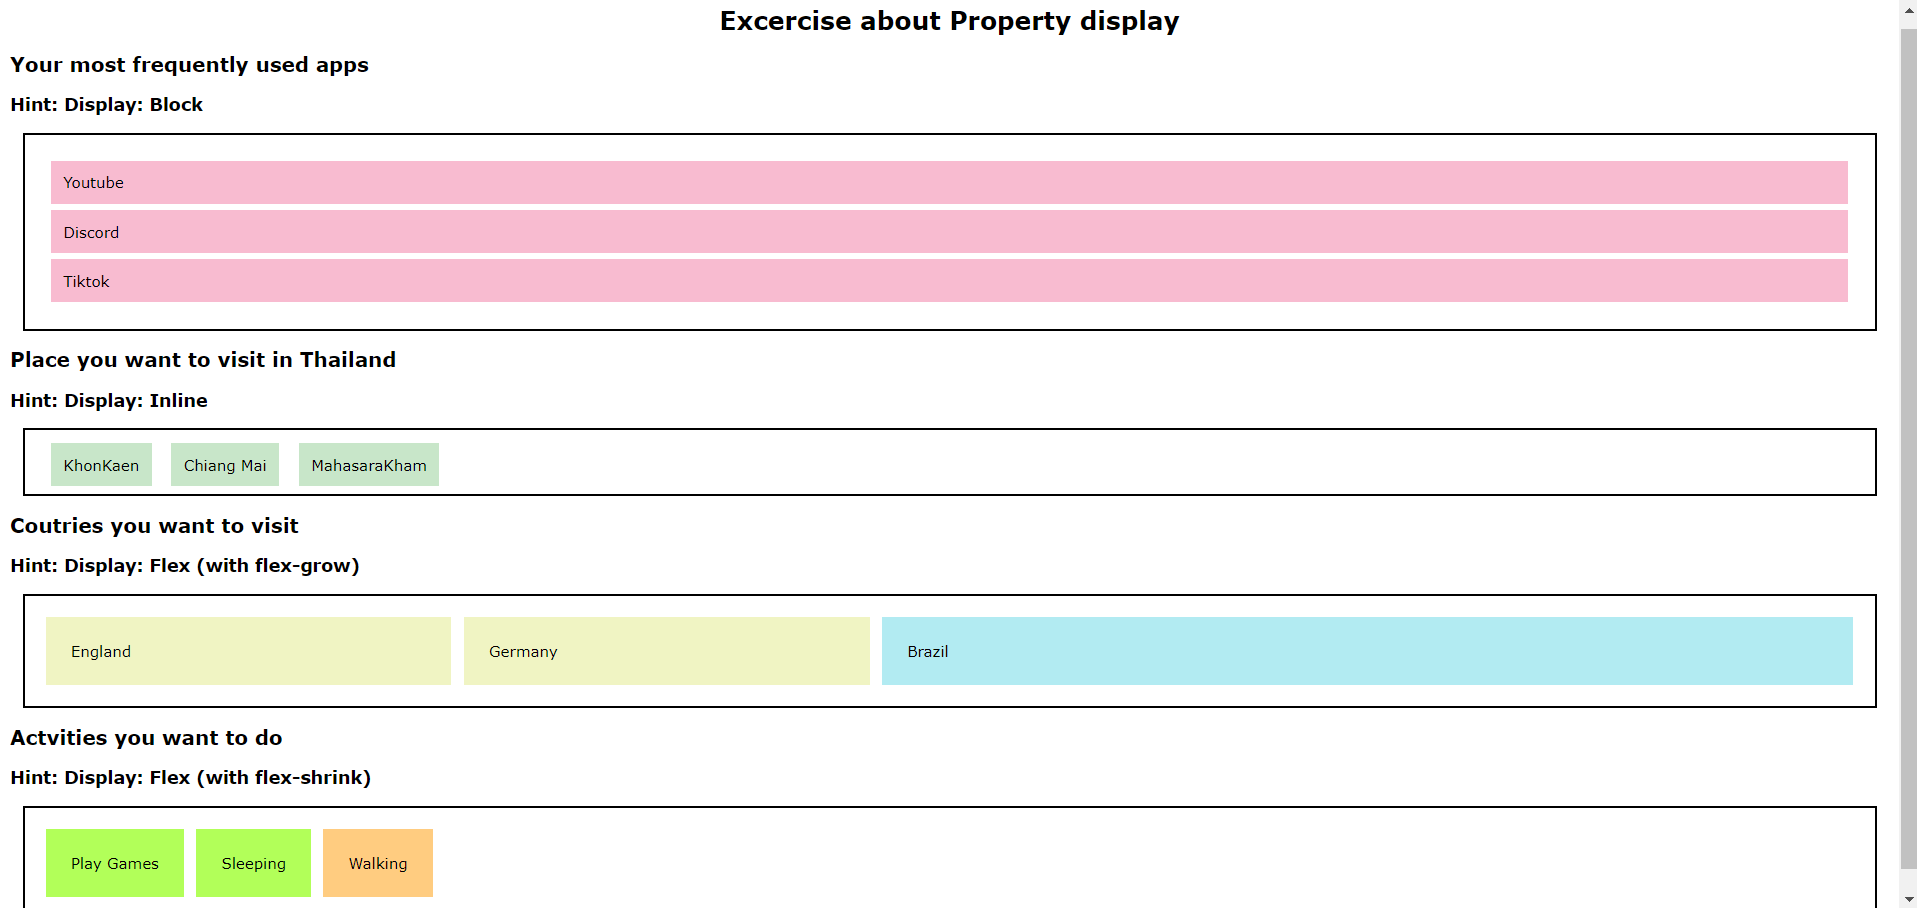 Excercise about Property display
Your most frequently used apps
Hint: Display: Block
Youtube
Discord
Tiktok
Place you want to visit in Thailand
Hint: Display: Inline
KhonKaen Chiang Mai MahasaraKham
Coutries you want to visit
Hint: Display: Flex (with flex-grow)
England Germany Brazil
Actvities you want to do
Hint: Display: Flex (with flex-shrink)
Play Games Sleeping Walking